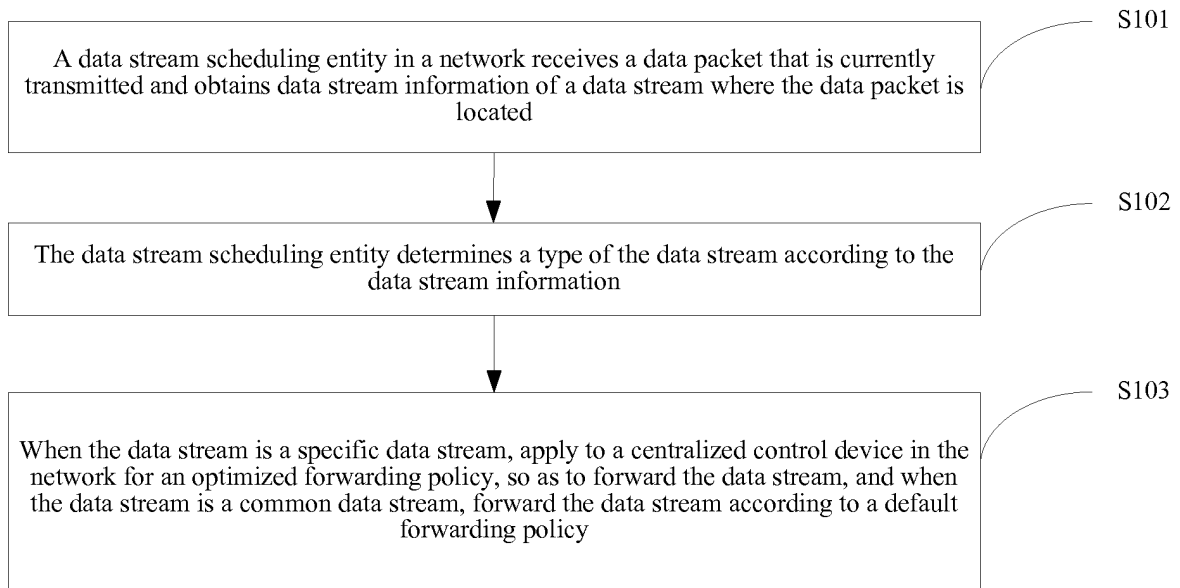 S101
A data stream scheduling entity in a network receives a data packet that is currently
transmitted and obtains data stream information of a data stream where the data packet is
located
S102
The data stream scheduling entity determines a type of the data stream according to the
data stream information
S103
When the data stream is a specific data stream, apply to a centralized control device in the
network for an optimized forwarding policy, so as to forward the data stream, and when
the data stream is a common data stream, forward the data stream according to a default
forwarding policy